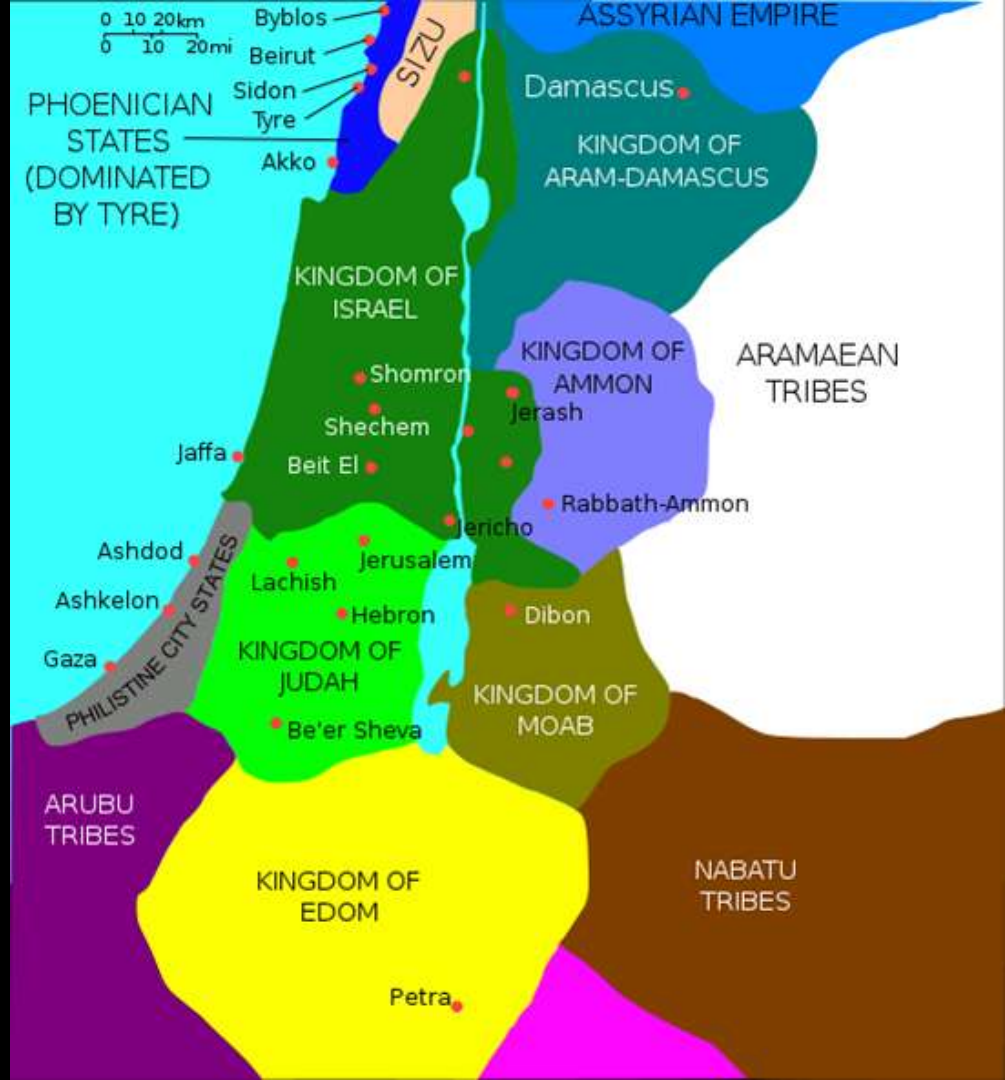 0 10 20km
0 10 20mi
Byblos
Beirut
Sidon
Tyre
Akko
PHOENICIAN
STATES
(DOMINATED
BY TYRE)
SIZU
ASSYRIAN EMPIRE
Damascus
KINGDOM OF
ARAM-DAMASCUS
KINGDOM OF
ISRAEL
KINGDOM OF
AMMON
ARAMAEAN
TRIBES
Shomron
Jerash
Shechem
Jaffa
Beit El
Rabbath-Ammon
Jericho
Ashdod
Jerusalem
Lachish
Ashkelon
PHILISTINE CITY STATES
Hebron
Dibon
Gaza
KINGDOM OF
JUDAH
KINGDOM OF
MOAB
Be'er Sheva
ARUBU
TRIBES
KINGDOM OF
EDOM
NABATU
TRIBES
Petra